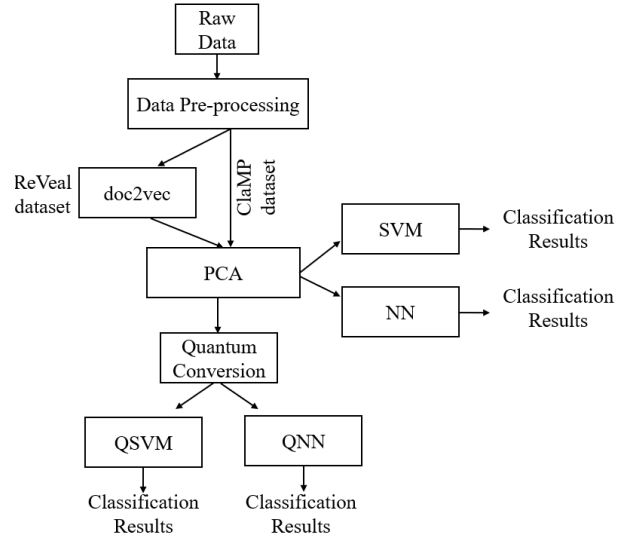 Raw
Data
Data Pre-processing
ReVeal
dataset
doc2vec
ClaMP
dataset
SVM
Classification
Results
PCA
NN
Classification
Results
Quantum
Conversion
QSVM
QNN
Classification
Results
Classification
Results